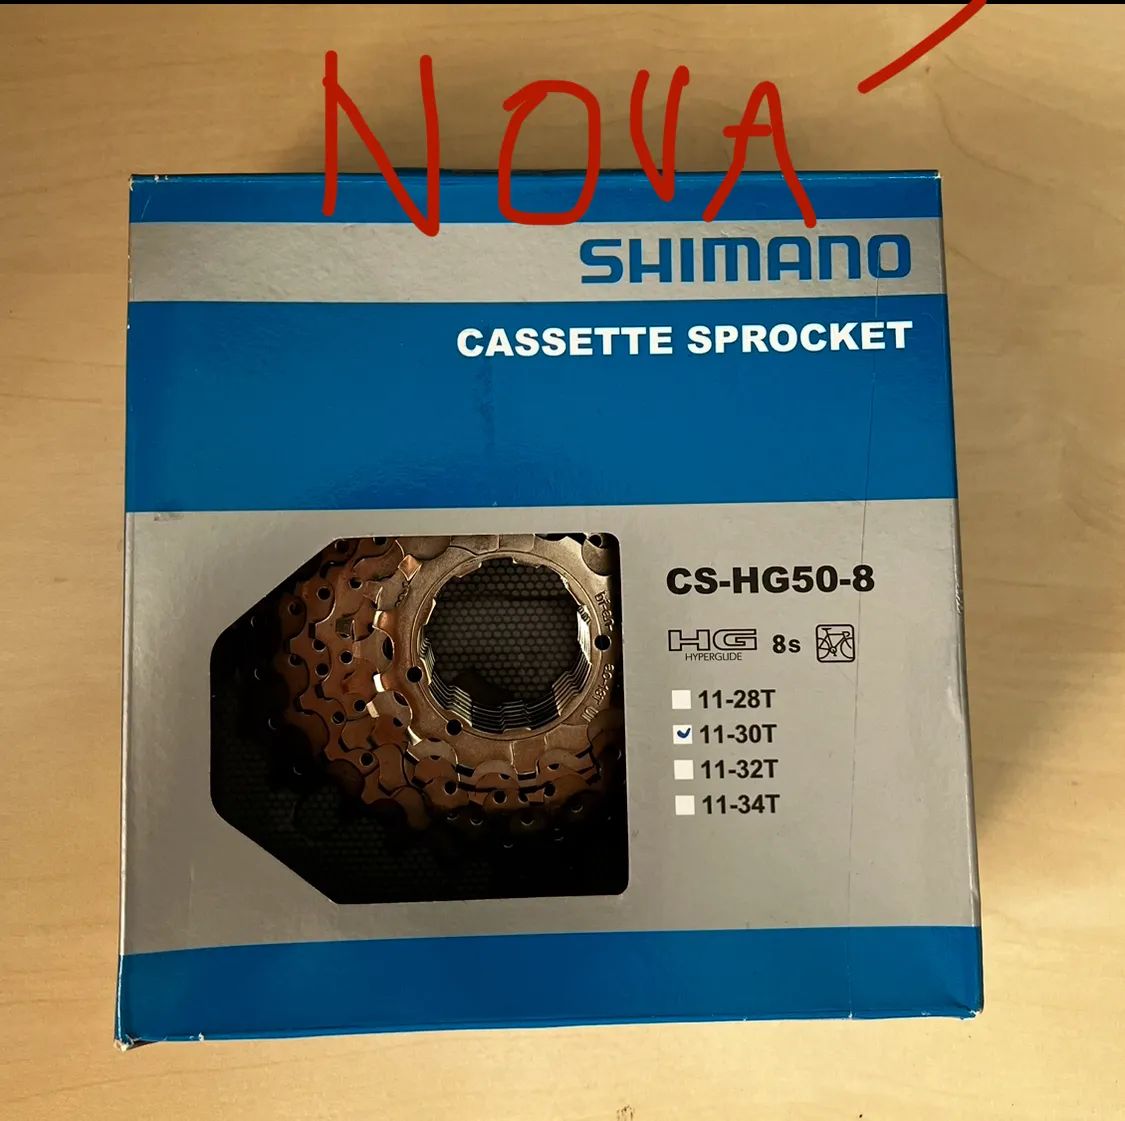 NOVA
SHIMANO
CASSETTE SPROCKET
CS-HG50-8
HG
HYPERGLIDE
8s
11-28T
11-30T
11-32T
11-34T